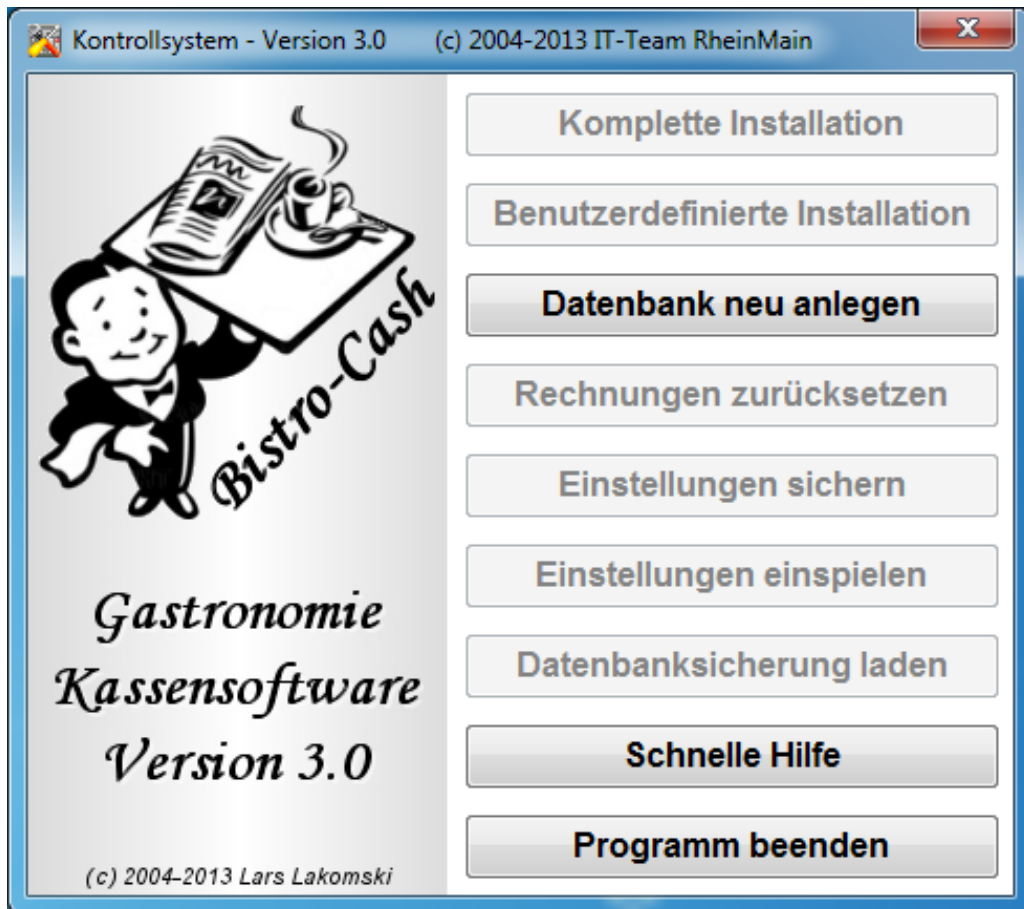 Kontrollsystem - Version 3.0 (c) 2004-2013 IT-Team RheinMain
Bistro-Cash
Gastronomie
Kassensoftware
Version 3.0
(c) 2004-2013 Lars Lakomski
Komplette Installation
Benutzerdefinierte Installation
Datenbank neu anlegen
Rechnungen zurücksetzen
Einstellungen sichern
Einstellungen einspielen
Datenbanksicherung laden
Schnelle Hilfe
Programm beenden